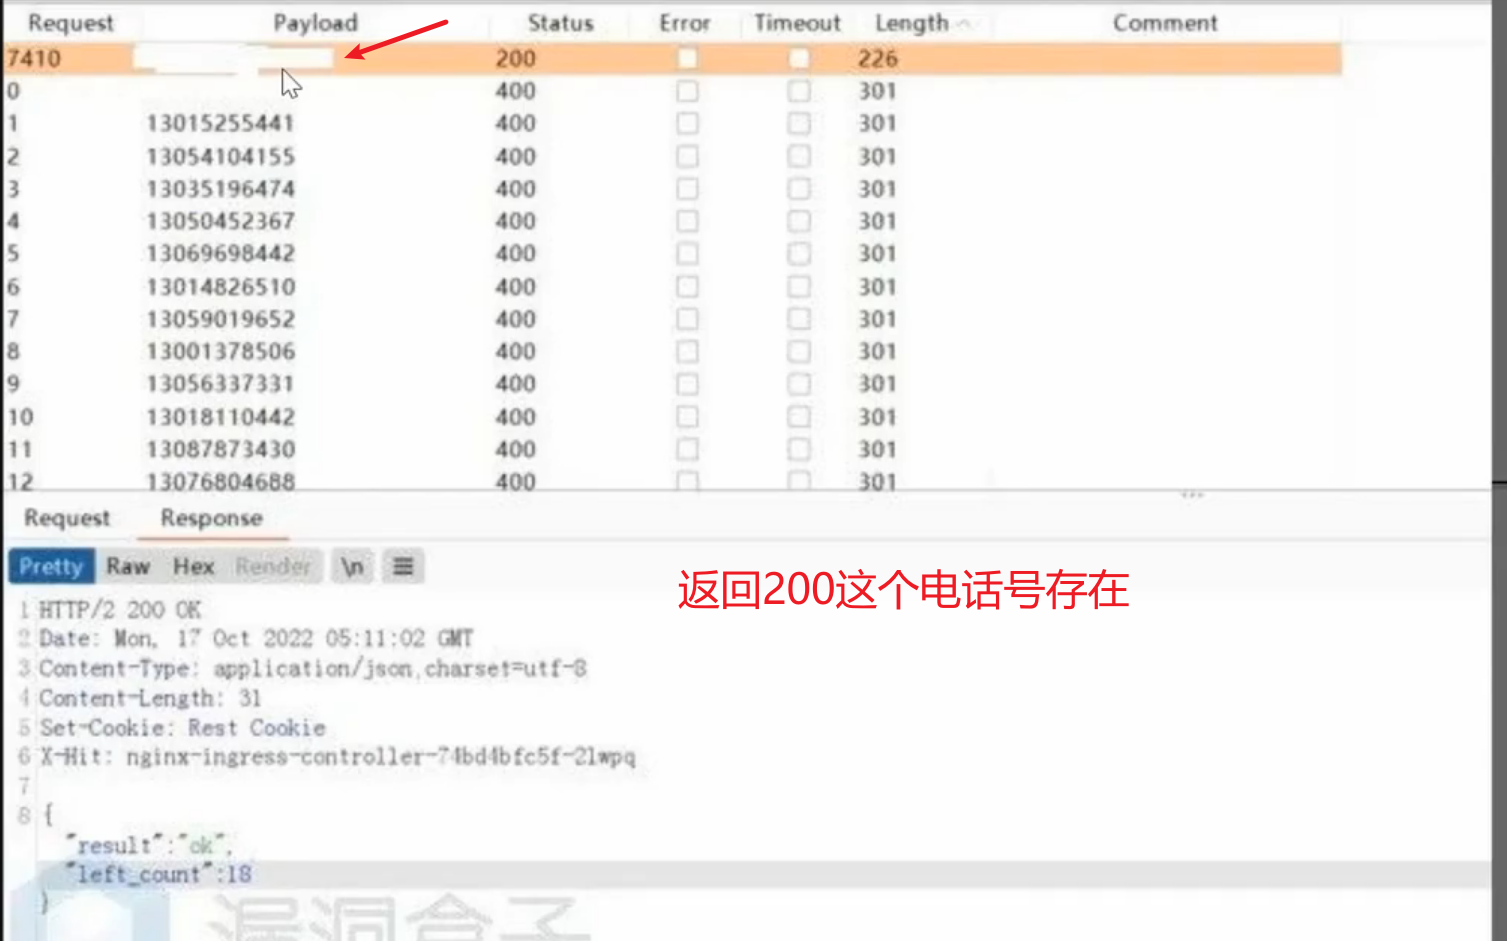 Request Payload Status Error Timeout Length Comment
7410 200 226
0 400 301
1 13015255441 400 301
2 13054104155 400 301
3 13035196474 400 301
4 13050452367 400 301
5 13069698442 400 301
6 13014826510 400 301
7 13059019652 400 301
8 13001378506 400 301
9 13056337331 400 301
10 13018110442 400 301
11 13087873430 400 301
12 13076804688 400 301
Request Response
Pretty Raw Hex Render \n
返回200这个电话号存在
1 HTTP/2 200 OK
2 Date: Mon, 17 Oct 2022 05:11:02 GMT
3 Content-Type: application/json,charset=utf-8
4 Content-Length: 31
5 Set-Cookie: Rest Cookie
6 X-Hit: nginx-ingress-controller-74bd4bfc5f-2lwpq
7
8 {
"result":"ok",
"left_count":18
}
漏洞盒子